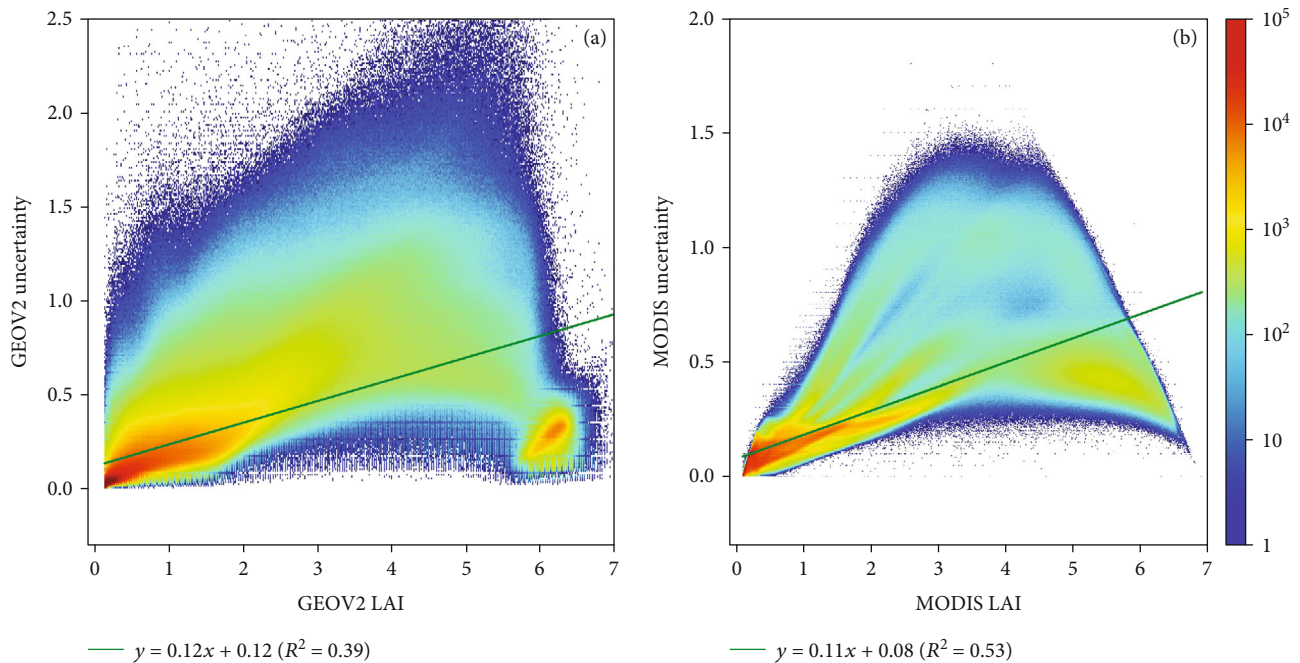 (a)
2.5
2.0
1.5
1.0
0.5
0.0
GEOV2 uncertainty
0 1 2 3 4 5 6 7
GEOV2 LAI
y = 0.12x + 0.12 (R² = 0.39)
(b)
2.0
1.5
1.0
0.5
0.0
MODIS uncertainty
0 1 2 3 4 5 6 7
MODIS LAI
y = 0.11x + 0.08 (R² = 0.53)
10⁵
10⁴
10³
10²
10
1